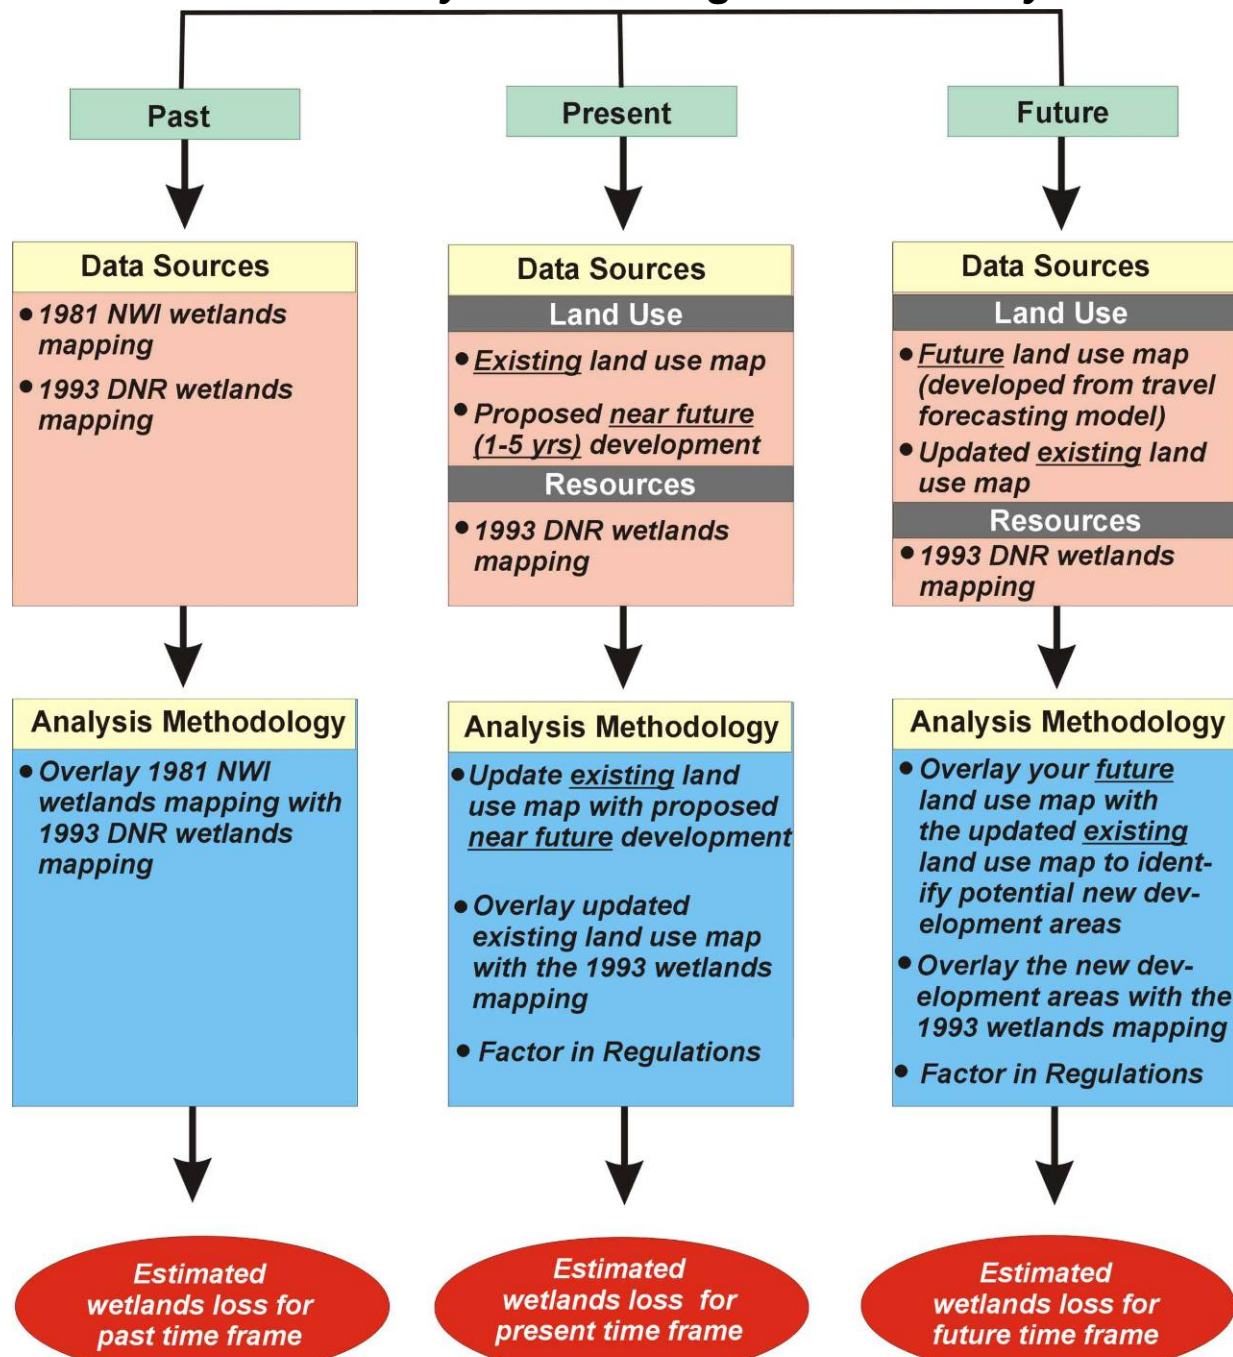 Past
Present
Future
Data Sources
• 1981 NWI wetlands
mapping
• 1993 DNR wetlands
mapping
Data Sources
Land Use
• Existing land use map
• Proposed near future
(1-5 yrs) development
Resources
• 1993 DNR wetlands
mapping
Data Sources
Land Use
• Future land use map
(developed from travel
forecasting model)
• Updated existing land
use map
Resources
• 1993 DNR wetlands
mapping
Analysis Methodology
• Overlay 1981 NWI
wetlands mapping with
1993 DNR wetlands
mapping
Analysis Methodology
• Update existing land
use map with proposed
near future development
• Overlay updated
existing land use map
with the 1993 wetlands
mapping
• Factor in Regulations
Analysis Methodology
• Overlay your future
land use map with
the updated existing
land use map to ident-
ify potential new dev-
elopment areas
• Overlay the new dev-
elopment areas with the
1993 wetlands mapping
• Factor in Regulations
Estimated
wetlands loss for
past time frame
Estimated
wetlands loss for
present time frame
Estimated
wetlands loss for
future time frame